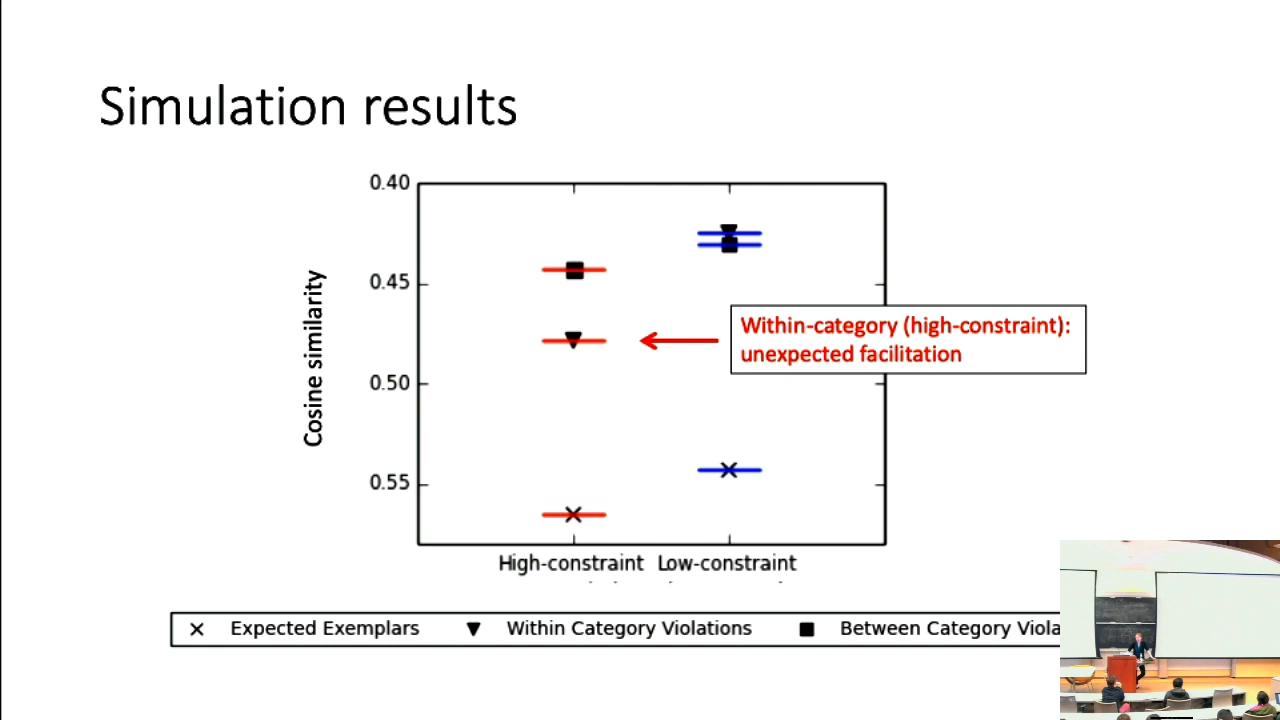 Simulation results
0.40
0.45
0.50
0.55
Cosine similarity
Within-category (high-constraint):
unexpected facilitation
High-constraint Low-constraint
Expected Exemplars Within Category Violations Between Category Viola